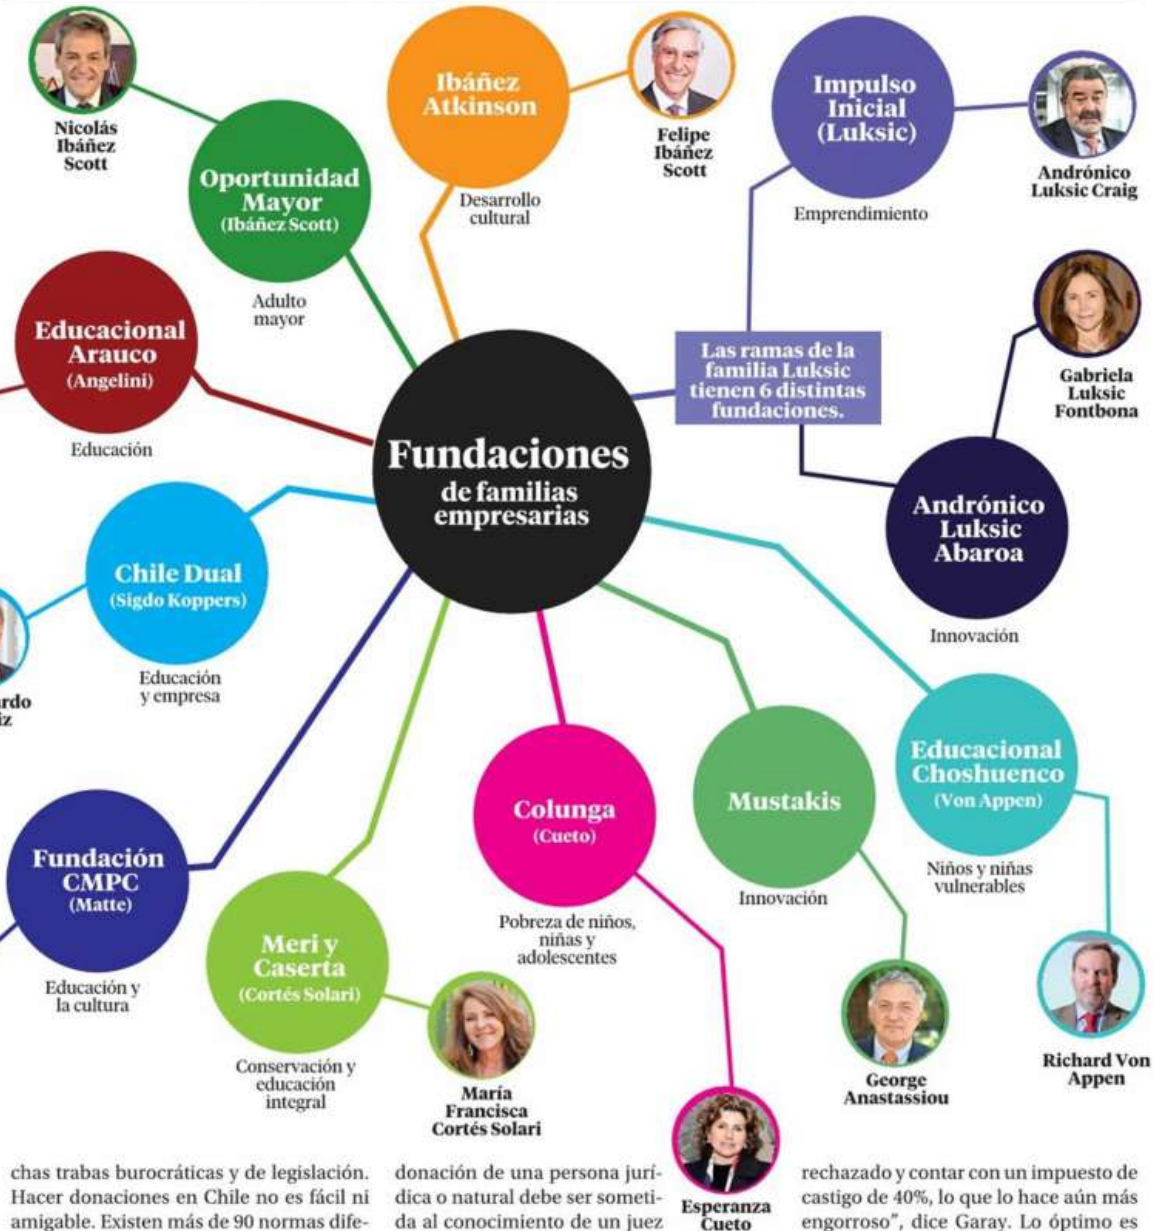 Nicolás
Ibáñez
Scott
Oportunidad
Mayor
(Ibáñez Scott)
Adulto
mayor
Ibáñez
Atkinson
Desarrollo
cultural
Felipe
Ibáñez
Scott
Impulso
Inicial
(Luksic)
Emprendimiento
Andrónico
Luksic Craig
Educacional
Arauco
(Angelini)
Educación
Las ramas de la
familia Luksic
tienen 6 distintas
fundaciones.
Gabriela
Luksic
Fontbona
Fundaciones
de familias
empresarias
Andrónico
Luksic
Abaroa
Innovación
Chile Dual
(Sigdo Koppers)
Educación
y empresa
rdo
iz
Educacional
Choshuenco
(Von Appen)
Niños y niñas
vulnerables
Richard Von
Appen
Mustakis
Innovación
George
Anastassiou
Colunga
(Cueto)
Pobreza de niños,
niñas y
adolescentes
Esperanza
Cueto
Fundación
CMPC
(Matte)
Educación y
la cultura
Meri y
Caserta
(Cortés Solari)
Conservación y
educación
integral
María
Francisca
Cortés Solari
chas trabas burocráticas y de legislación.
Hacer donaciones en Chile no es fácil ni
amigable. Existen más de 90 normas dife-
donación de una persona jurí-
dica o natural debe ser someti-
da al conocimiento de un juez
rechazado y contar con un impuesto de
castigo de 40%, lo que lo hace aún más
engorroso", dice Garay. Lo óptimo es